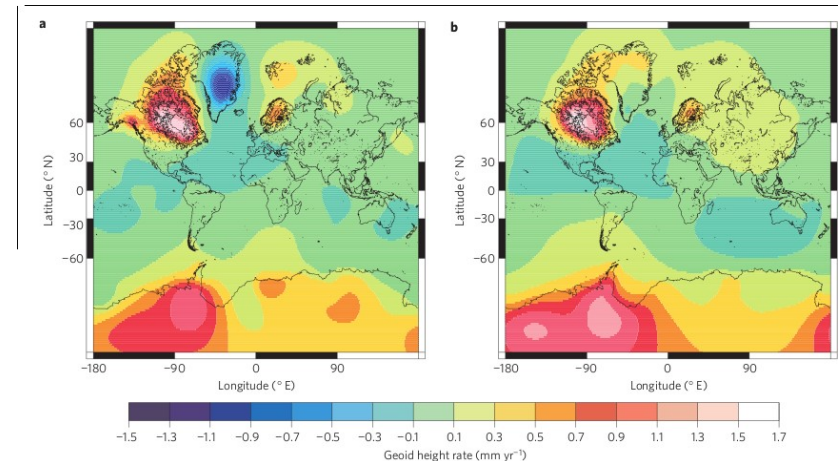 a
b
60
30
0
−30
−60
Latitude (° N)
−180
−90
0
90
Longitude (° E)
60
30
0
−30
−60
Latitude (° N)
−180
−90
0
90
Longitude (° E)
−1.5 −1.3 −1.1 −0.9 −0.7 −0.5 −0.3 −0.1 0.1 0.3 0.5 0.7 0.9 1.1 1.3 1.5 1.7
Geoid height rate (mm yr⁻¹)